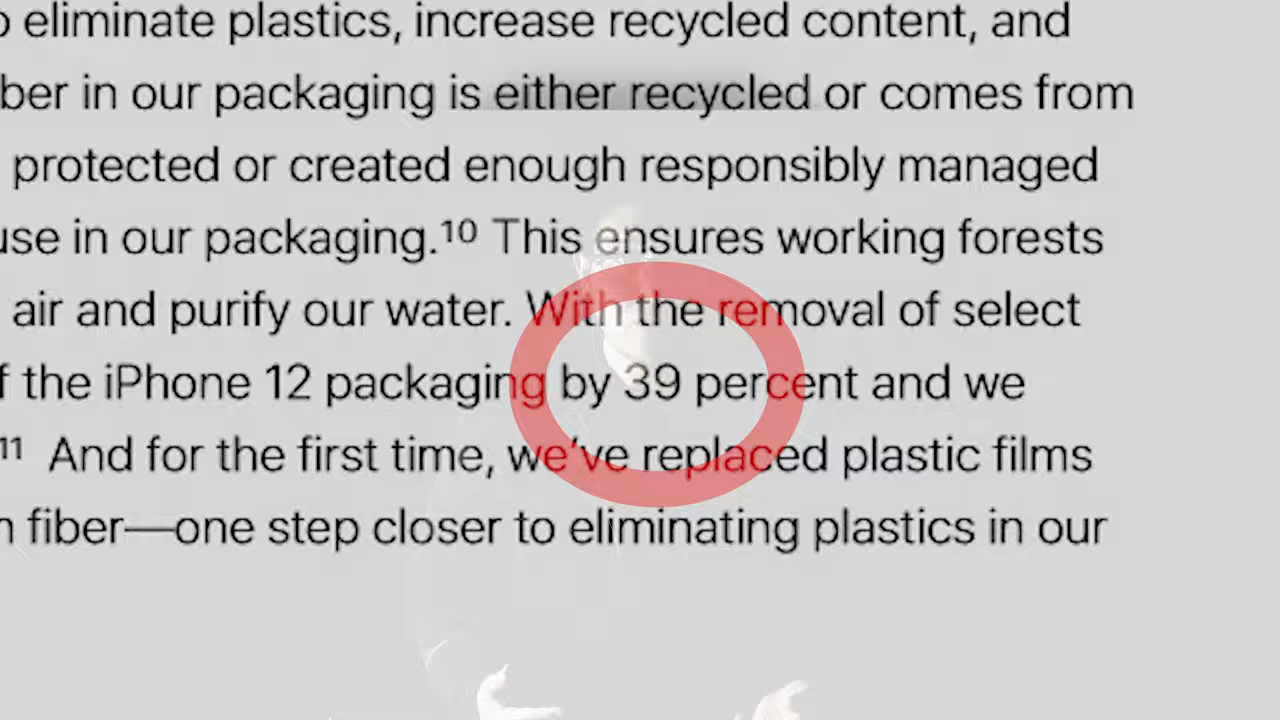 eliminate plastics, increase recycled content, and
in our packaging is either recycled or comes from
protected or created enough responsibly managed
in our packaging.¹⁰ This ensures working forests
air and purify our water. With the removal of select
the iPhone 12 packaging by 39 percent and we
¹¹ And for the first time, we’ve replaced plastic films
fiber—one step closer to eliminating plastics in our